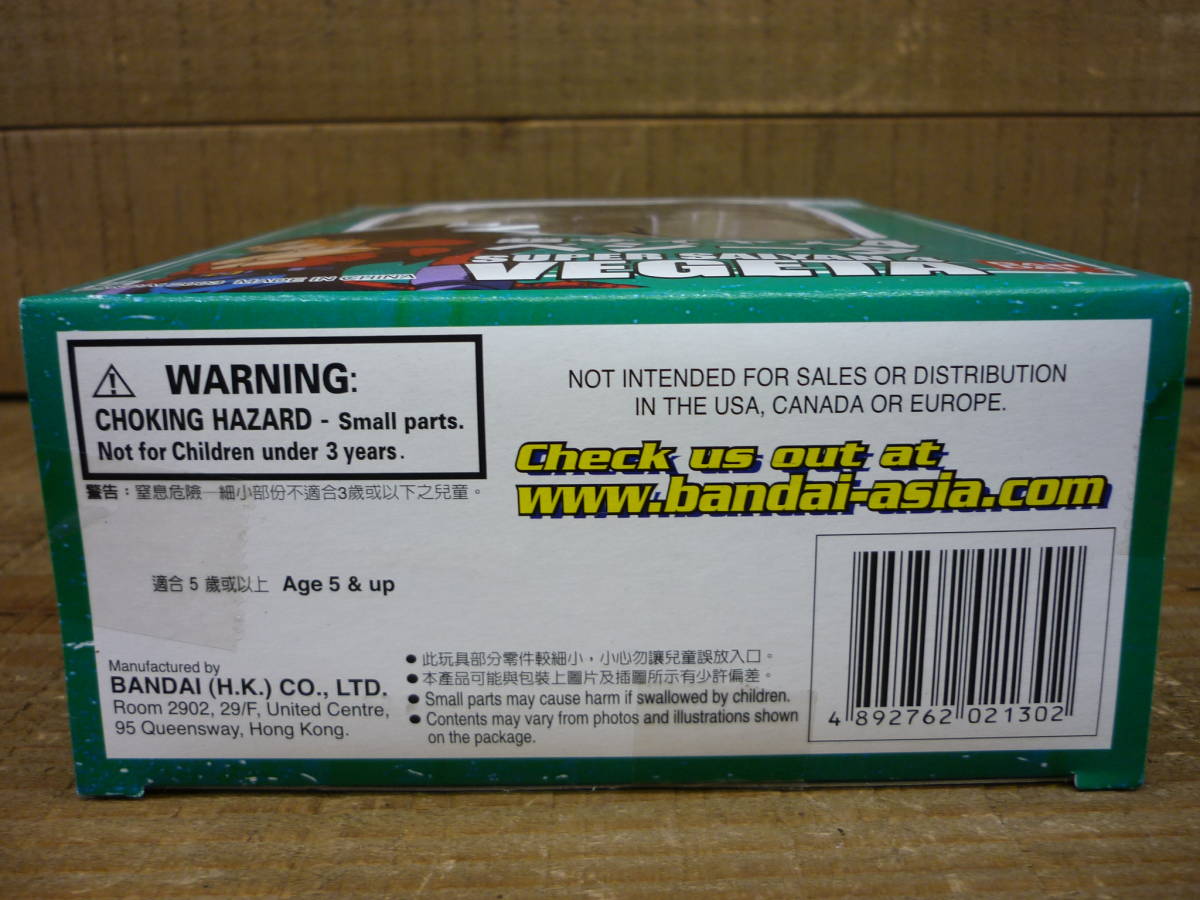 SUPER SAIYAN 4
VEGETA
MADE IN CHINA
WARNING:
CHOKING HAZARD - Small parts.
Not for Children under 3 years.
警告：窒息危險—細小部份不適合3歲或以下之兒童。
適合 5 歲或以上 Age 5 & up
Manufactured by
BANDAI (H.K.) CO., LTD.
Room 2902, 29/F, United Centre,
95 Queensway, Hong Kong.
NOT INTENDED FOR SALES OR DISTRIBUTION
IN THE USA, CANADA OR EUROPE.
Check us out at
www.bandai-asia.com
● 此玩具部分零件較細小，小心勿讓兒童誤放入口。
● 本產品可能與包裝上圖片及插圖所示有少許偏差。
● Small parts may cause harm if swallowed by children.
● Contents may vary from photos and illustrations shown
on the package.
4 892762 021302